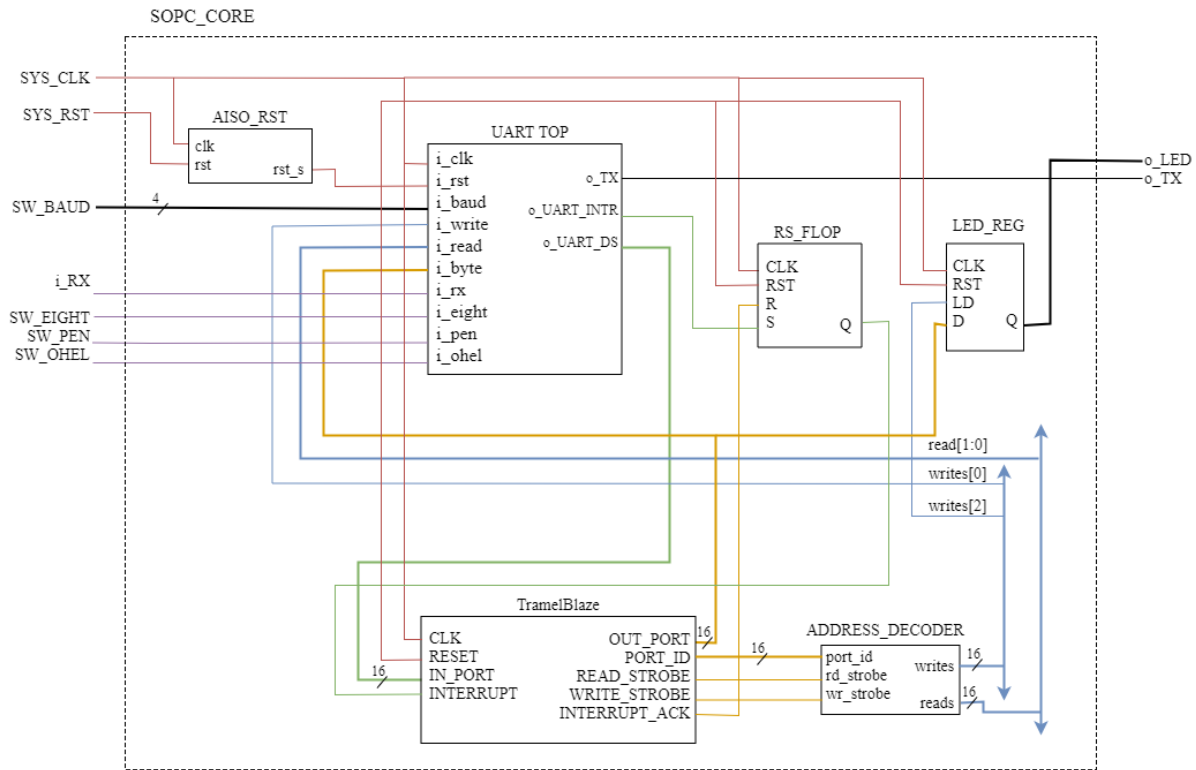 SOPC_CORE
SYS_CLK
SYS_RST
SW_BAUD
4
i_RX
SW_EIGHT
SW_PEN
SW_OHEL
AISO_RST
clk
rst
rst_s
UART TOP
i_clk
i_rst
i_baud
i_write
i_read
i_byte
i_rx
i_eight
i_pen
i_ohel
o_TX
o_UART_INTR
o_UART_DS
RS_FLOP
CLK
RST
R
S
Q
LED_REG
CLK
RST
LD
D
Q
o_LED
o_TX
read[1:0]
writes[0]
writes[2]
TramelBlaze
CLK
RESET
IN_PORT
INTERRUPT
16
OUT_PORT
PORT_ID
READ_STROBE
WRITE_STROBE
INTERRUPT_ACK
16
16
ADDRESS_DECODER
port_id
rd_strobe
wr_strobe
writes
reads
16
16